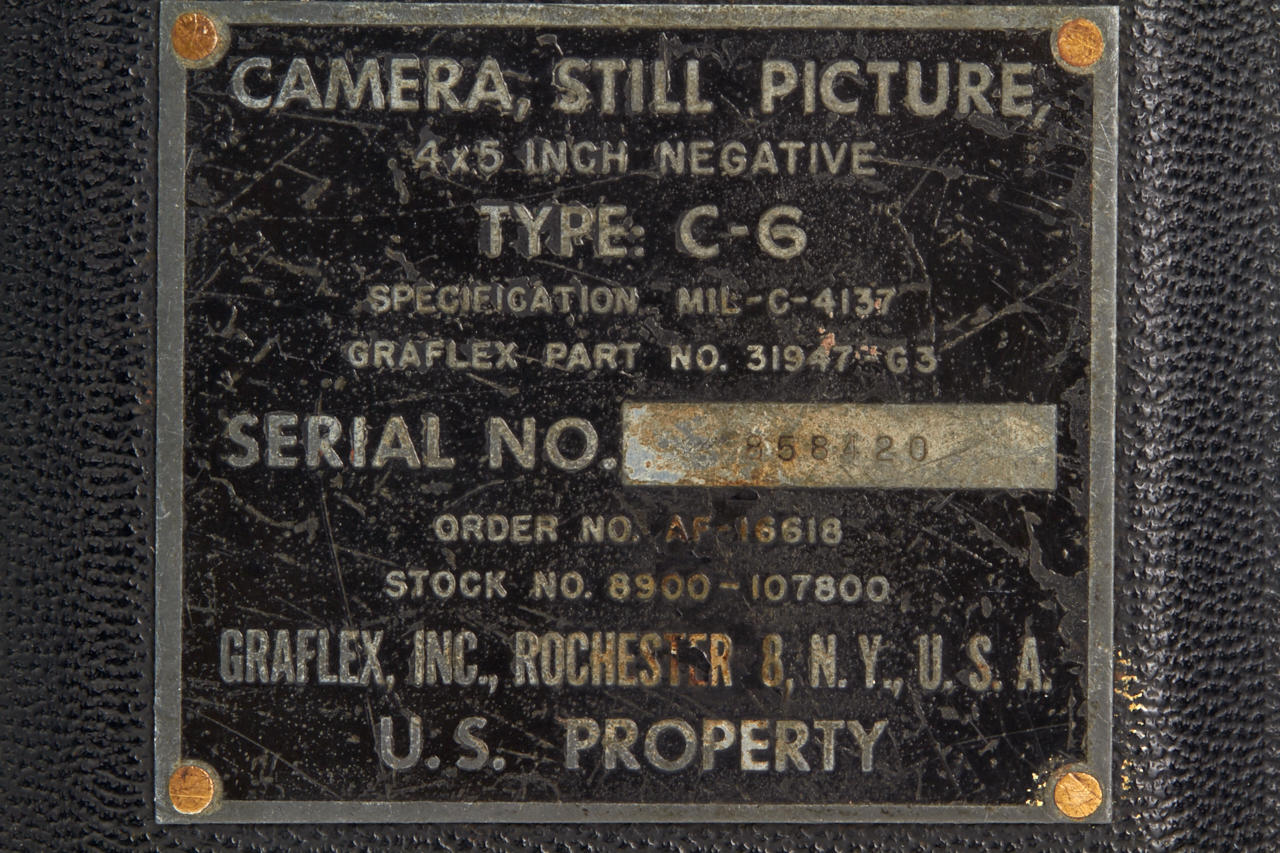 CAMERA, STILL PICTURE,
4x5 INCH NEGATIVE
TYPE: C-6
SPECIFICATION MIL-C-4137
GRAFLEX PART NO. 31947-G3
SERIAL NO. 858420
ORDER NO. AF-16618
STOCK NO. 8900-107800
GRAFLEX, INC., ROCHESTER 8, N.Y., U.S.A.
U.S. PROPERTY